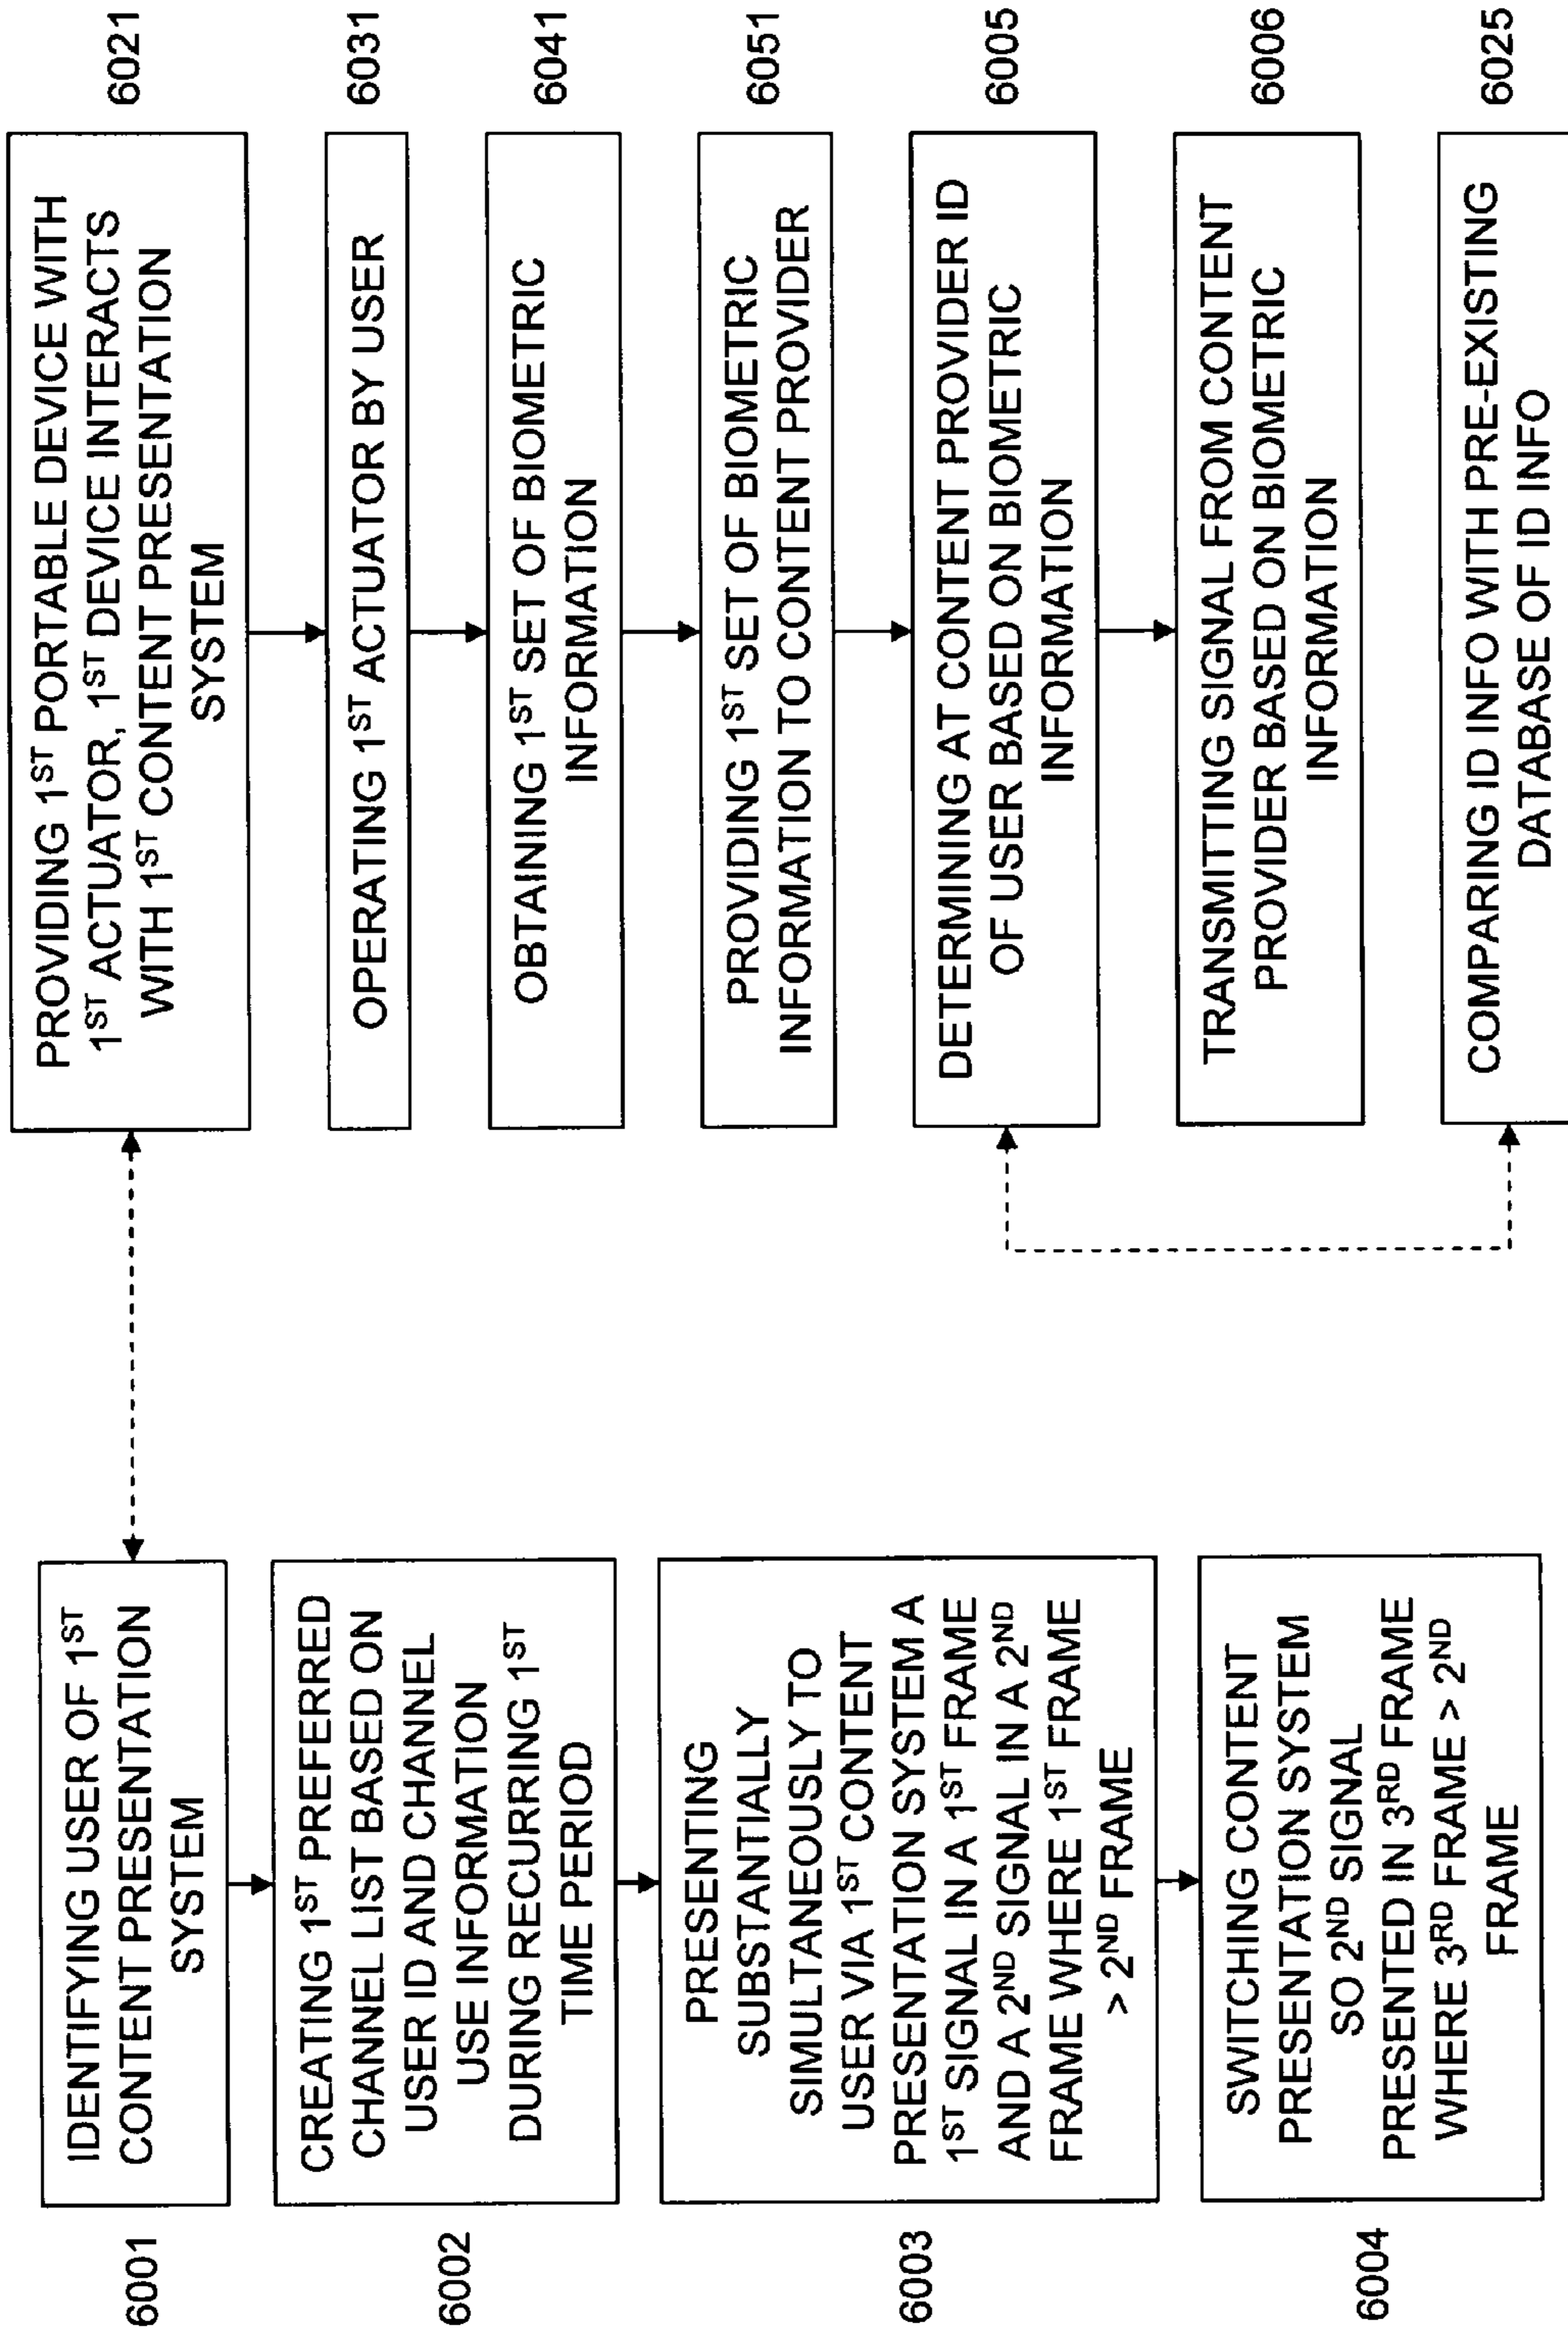 6001
IDENTIFYING USER OF 1ST
CONTENT PRESENTATION
SYSTEM
6002
CREATING 1ST PREFERRED
CHANNEL LIST BASED ON
USER ID AND CHANNEL
USE INFORMATION
DURING RECURRING 1ST
TIME PERIOD
6003
PRESENTING
SUBSTANTIALLY
SIMULTANEOUSLY TO
USER VIA 1ST CONTENT
PRESENTATION SYSTEM A
1ST SIGNAL IN A 1ST FRAME
AND A 2ND SIGNAL IN A 2ND
FRAME WHERE 1ST FRAME
> 2ND FRAME
6004
SWITCHING CONTENT
PRESENTATION SYSTEM
SO 2ND SIGNAL
PRESENTED IN 3RD FRAME
WHERE 3RD FRAME > 2ND
FRAME
PROVIDING 1ST PORTABLE DEVICE WITH
1ST ACTUATOR, 1ST DEVICE INTERACTS
WITH 1ST CONTENT PRESENTATION
SYSTEM
6021
OPERATING 1ST ACTUATOR BY USER
6031
OBTAINING 1ST SET OF BIOMETRIC
INFORMATION
6041
PROVIDING 1ST SET OF BIOMETRIC
INFORMATION TO CONTENT PROVIDER
6051
DETERMINING AT CONTENT PROVIDER ID
OF USER BASED ON BIOMETRIC
INFORMATION
6005
TRANSMITTING SIGNAL FROM CONTENT
PROVIDER BASED ON BIOMETRIC
INFORMATION
6006
COMPARING ID INFO WITH PRE-EXISTING
DATABASE OF ID INFO
6025